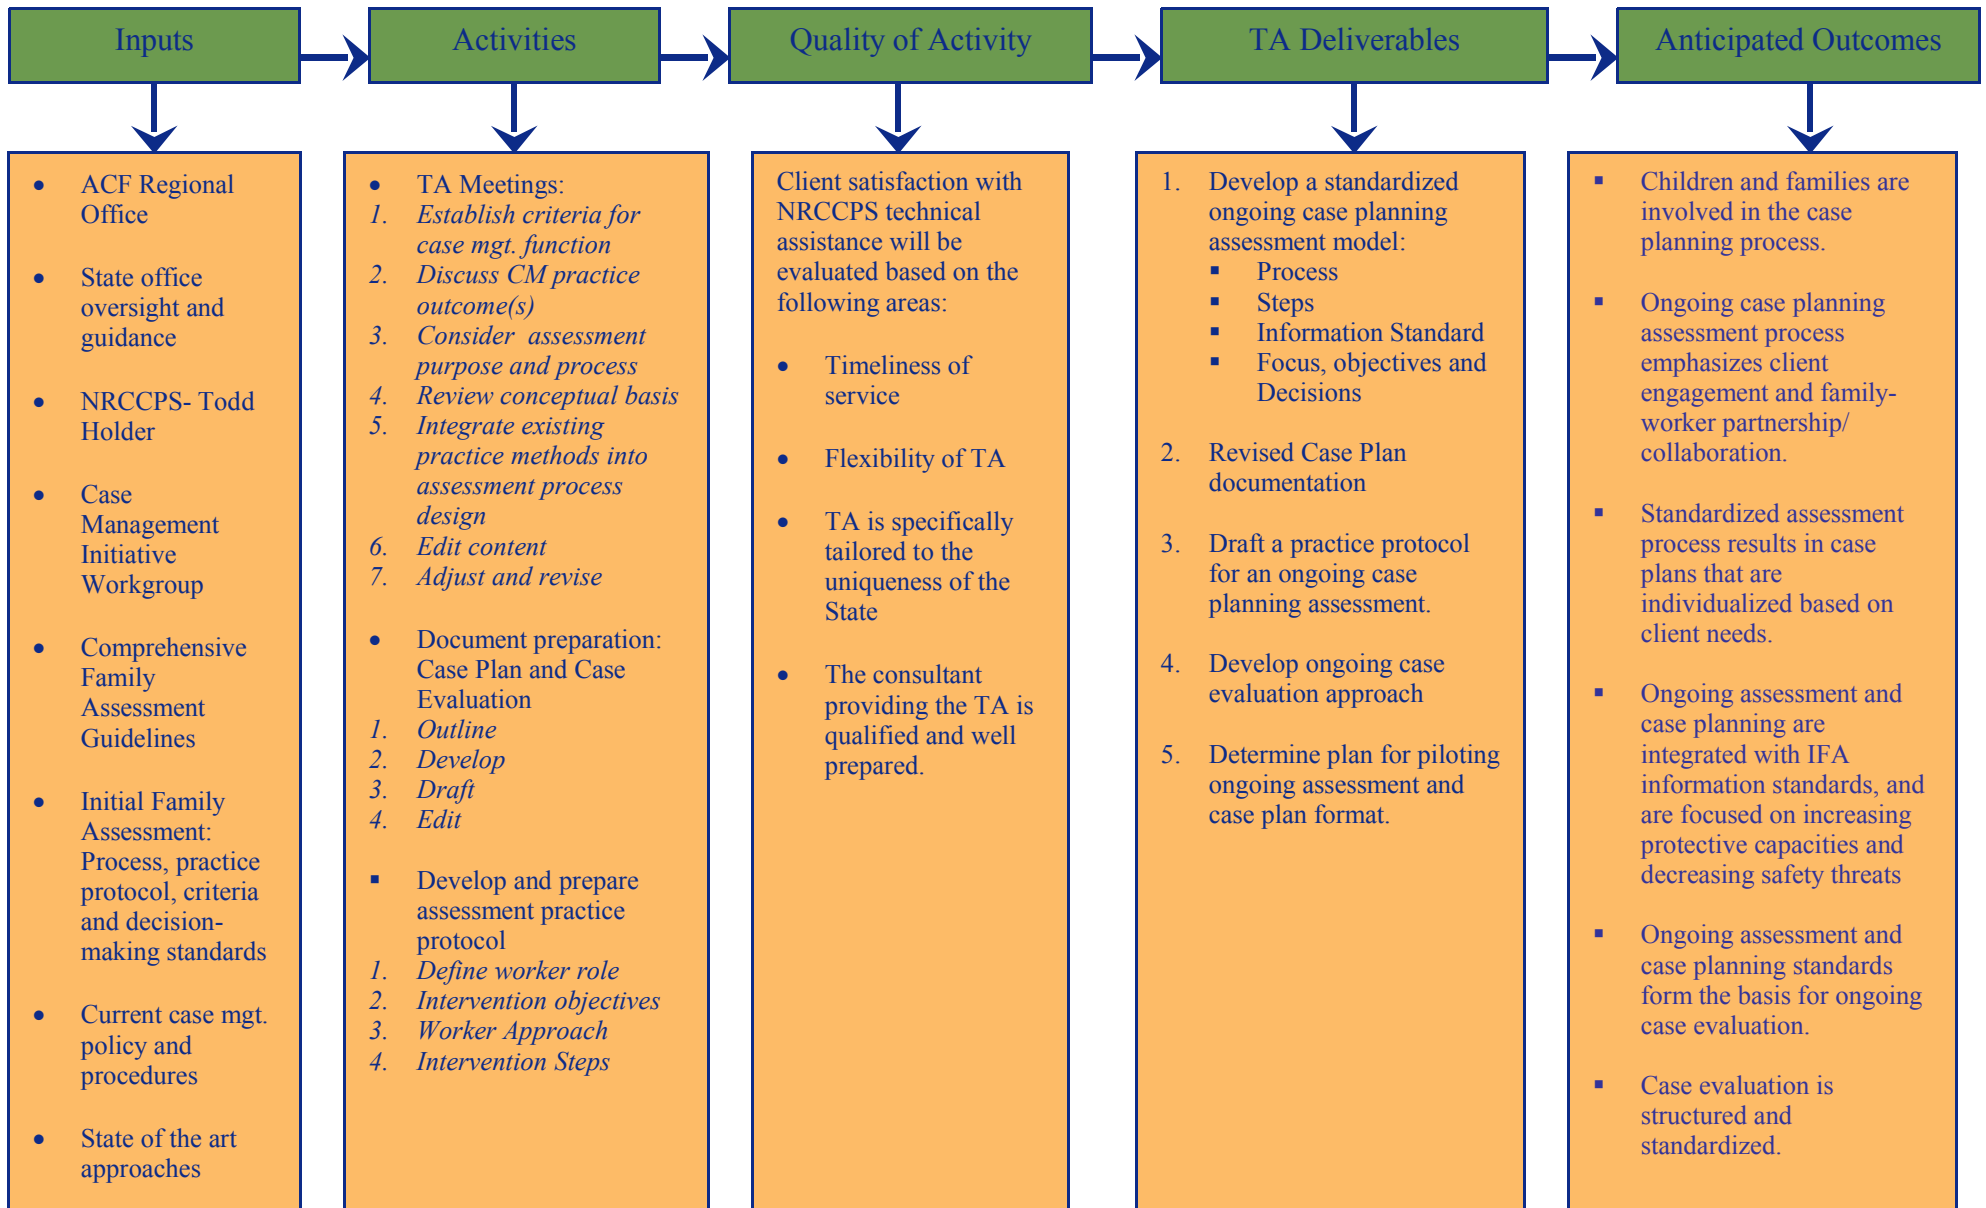 Inputs
Activities
Quality of Activity
TA Deliverables
Anticipated Outcomes
• ACF Regional
Office
• State office
oversight and
guidance
• NRCCPS- Todd
Holder
• Case
Management
Initiative
Workgroup
• Comprehensive
Family
Assessment
Guidelines
• Initial Family
Assessment:
Process, practice
protocol, criteria
and decision-
making standards
• Current case mgt.
policy and
procedures
• State of the art
approaches
• TA Meetings:
1. Establish criteria for
case mgt. function
2. Discuss CM practice
outcome(s)
3. Consider assessment
purpose and process
4. Review conceptual basis
5. Integrate existing
practice methods into
assessment process
design
6. Edit content
7. Adjust and revise
• Document preparation:
Case Plan and Case
Evaluation
1. Outline
2. Develop
3. Draft
4. Edit
▪ Develop and prepare
assessment practice
protocol
1. Define worker role
2. Intervention objectives
3. Worker Approach
4. Intervention Steps
Client satisfaction with
NRCCPS technical
assistance will be
evaluated based on the
following areas:
• Timeliness of
service
• Flexibility of TA
• TA is specifically
tailored to the
uniqueness of the
State
• The consultant
providing the TA is
qualified and well
prepared.
1. Develop a standardized
ongoing case planning
assessment model:
▪ Process
▪ Steps
▪ Information Standard
▪ Focus, objectives and
Decisions
2. Revised Case Plan
documentation
3. Draft a practice protocol
for an ongoing case
planning assessment.
4. Develop ongoing case
evaluation approach
5. Determine plan for piloting
ongoing assessment and
case plan format.
▪ Children and families are
involved in the case
planning process.
▪ Ongoing case planning
assessment process
emphasizes client
engagement and family-
worker partnership/
collaboration.
▪ Standardized assessment
process results in case
plans that are
individualized based on
client needs.
▪ Ongoing assessment and
case planning are
integrated with IFA
information standards, and
are focused on increasing
protective capacities and
decreasing safety threats
▪ Ongoing assessment and
case planning standards
form the basis for ongoing
case evaluation.
▪ Case evaluation is
structured and
standardized.